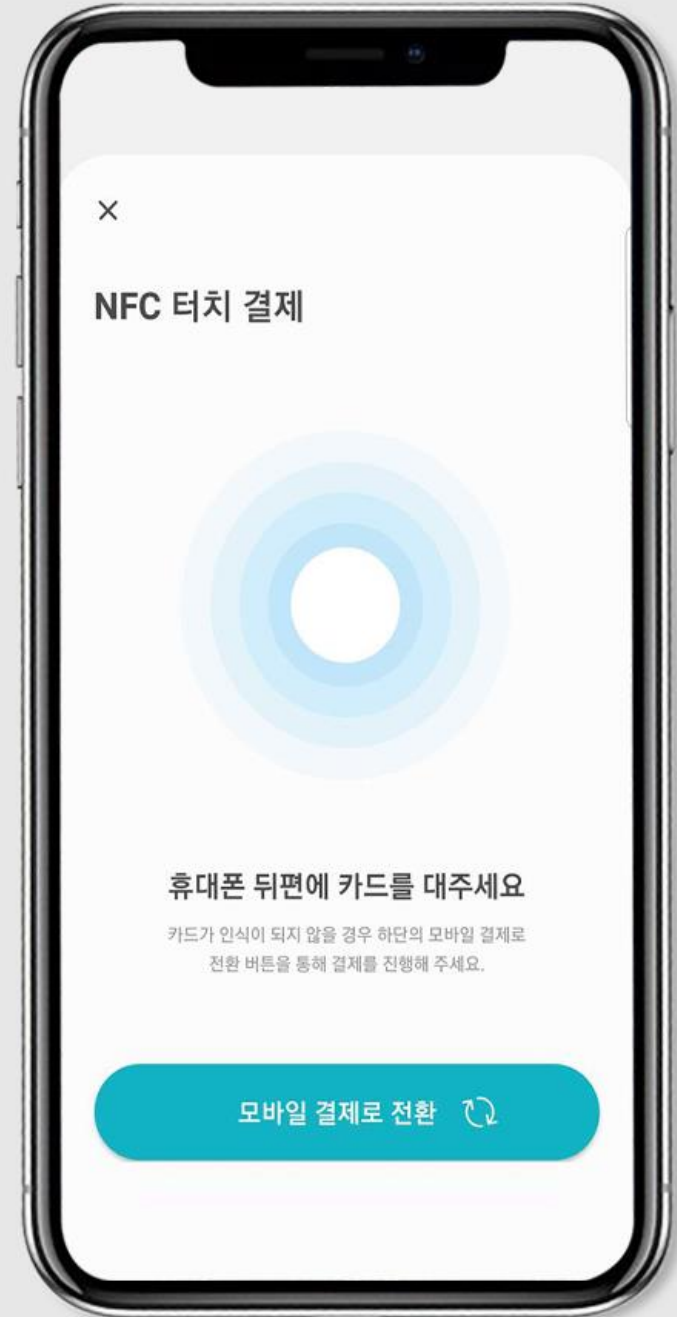 NFC 터치 결제
휴대폰 뒤편에 카드를 대주세요
카드가 인식이 되지 않을 경우 하단의 모바일 결제로
전환 버튼을 통해 결제를 진행해 주세요.
모바일 결제로 전환